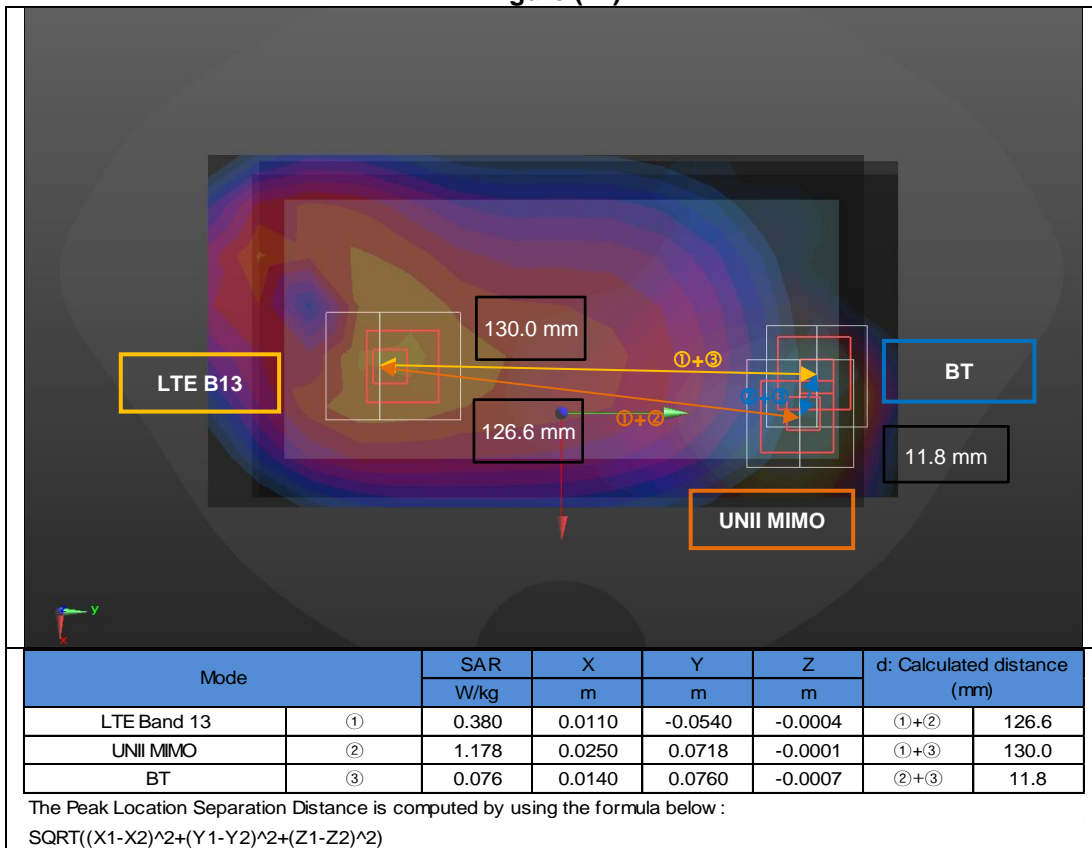 130.0 mm
①+③
LTE B13
BT
②+③
126.6 mm
①+②
11.8 mm
UNII MIMO
y
x
Mode SAR X Y Z d: Calculated distance
W/kg m m m (mm)
LTE Band 13 ① 0.380 0.0110 -0.0540 -0.0004 ①+② 126.6
UNII MIMO ② 1.178 0.0250 0.0718 -0.0001 ①+③ 130.0
BT ③ 0.076 0.0140 0.0760 -0.0007 ②+③ 11.8
The Peak Location Separation Distance is computed by using the formula below :
SQRT((X1-X2)^2+(Y1-Y2)^2+(Z1-Z2)^2)